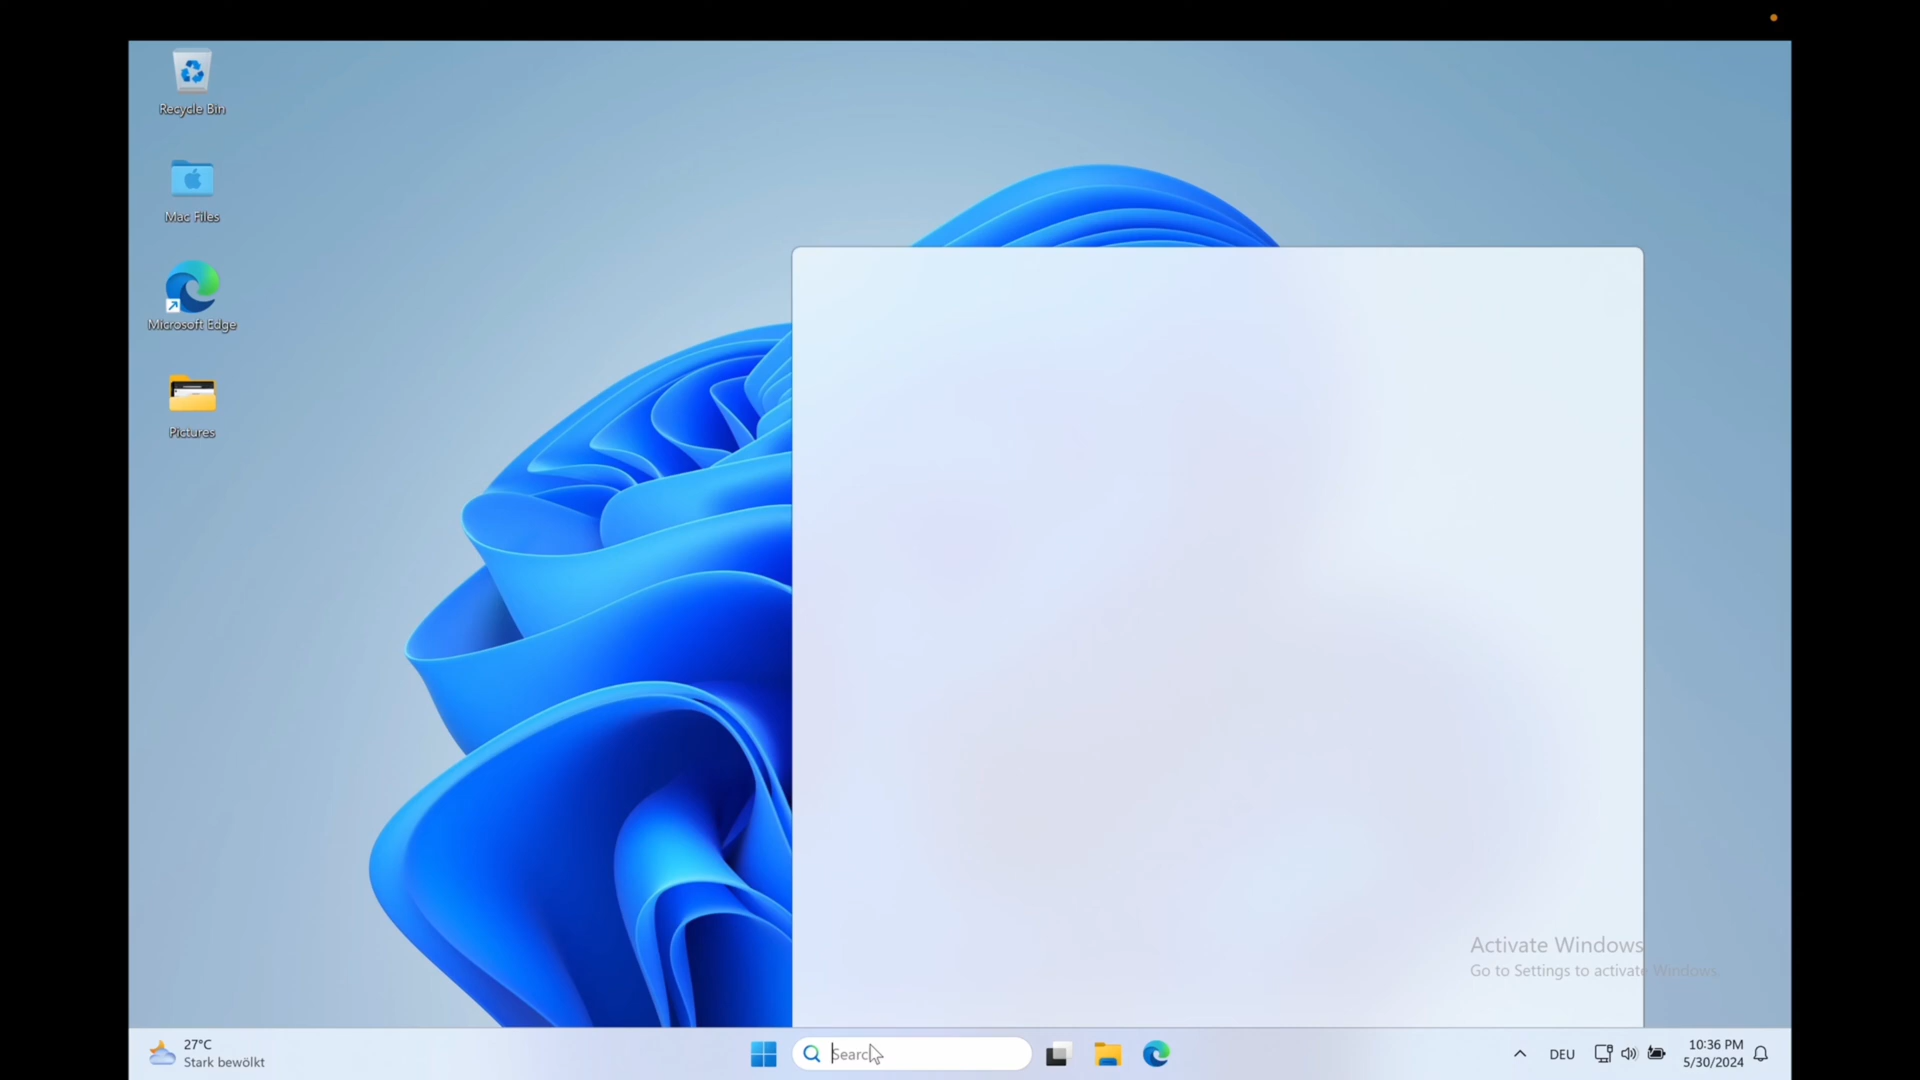 Recycle Bin
Mac Files
Microsoft Edge
Pictures
Activate Windows
Go to Settings to activate Windows.
27°C
Stark bewölkt
Search
DEU
10:36 PM
5/30/2024